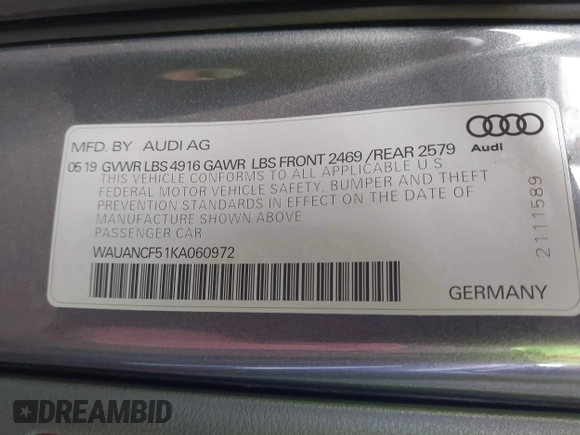 MFD. BY AUDI AG
05 19 GVWR LBS 4916 GAWR LBS FRONT 2469 / REAR 2579
THIS VEHICLE CONFORMS TO ALL APPLICABLE U S
FEDERAL MOTOR VEHICLE SAFETY, BUMPER AND THEFT
PREVENTION STANDARDS IN EFFECT ON THE DATE OF
MANUFACTURE SHOWN ABOVE
PASSENGER CAR
WAUANCF51KA060972
Audi
2111589
GERMANY
DREAMBID